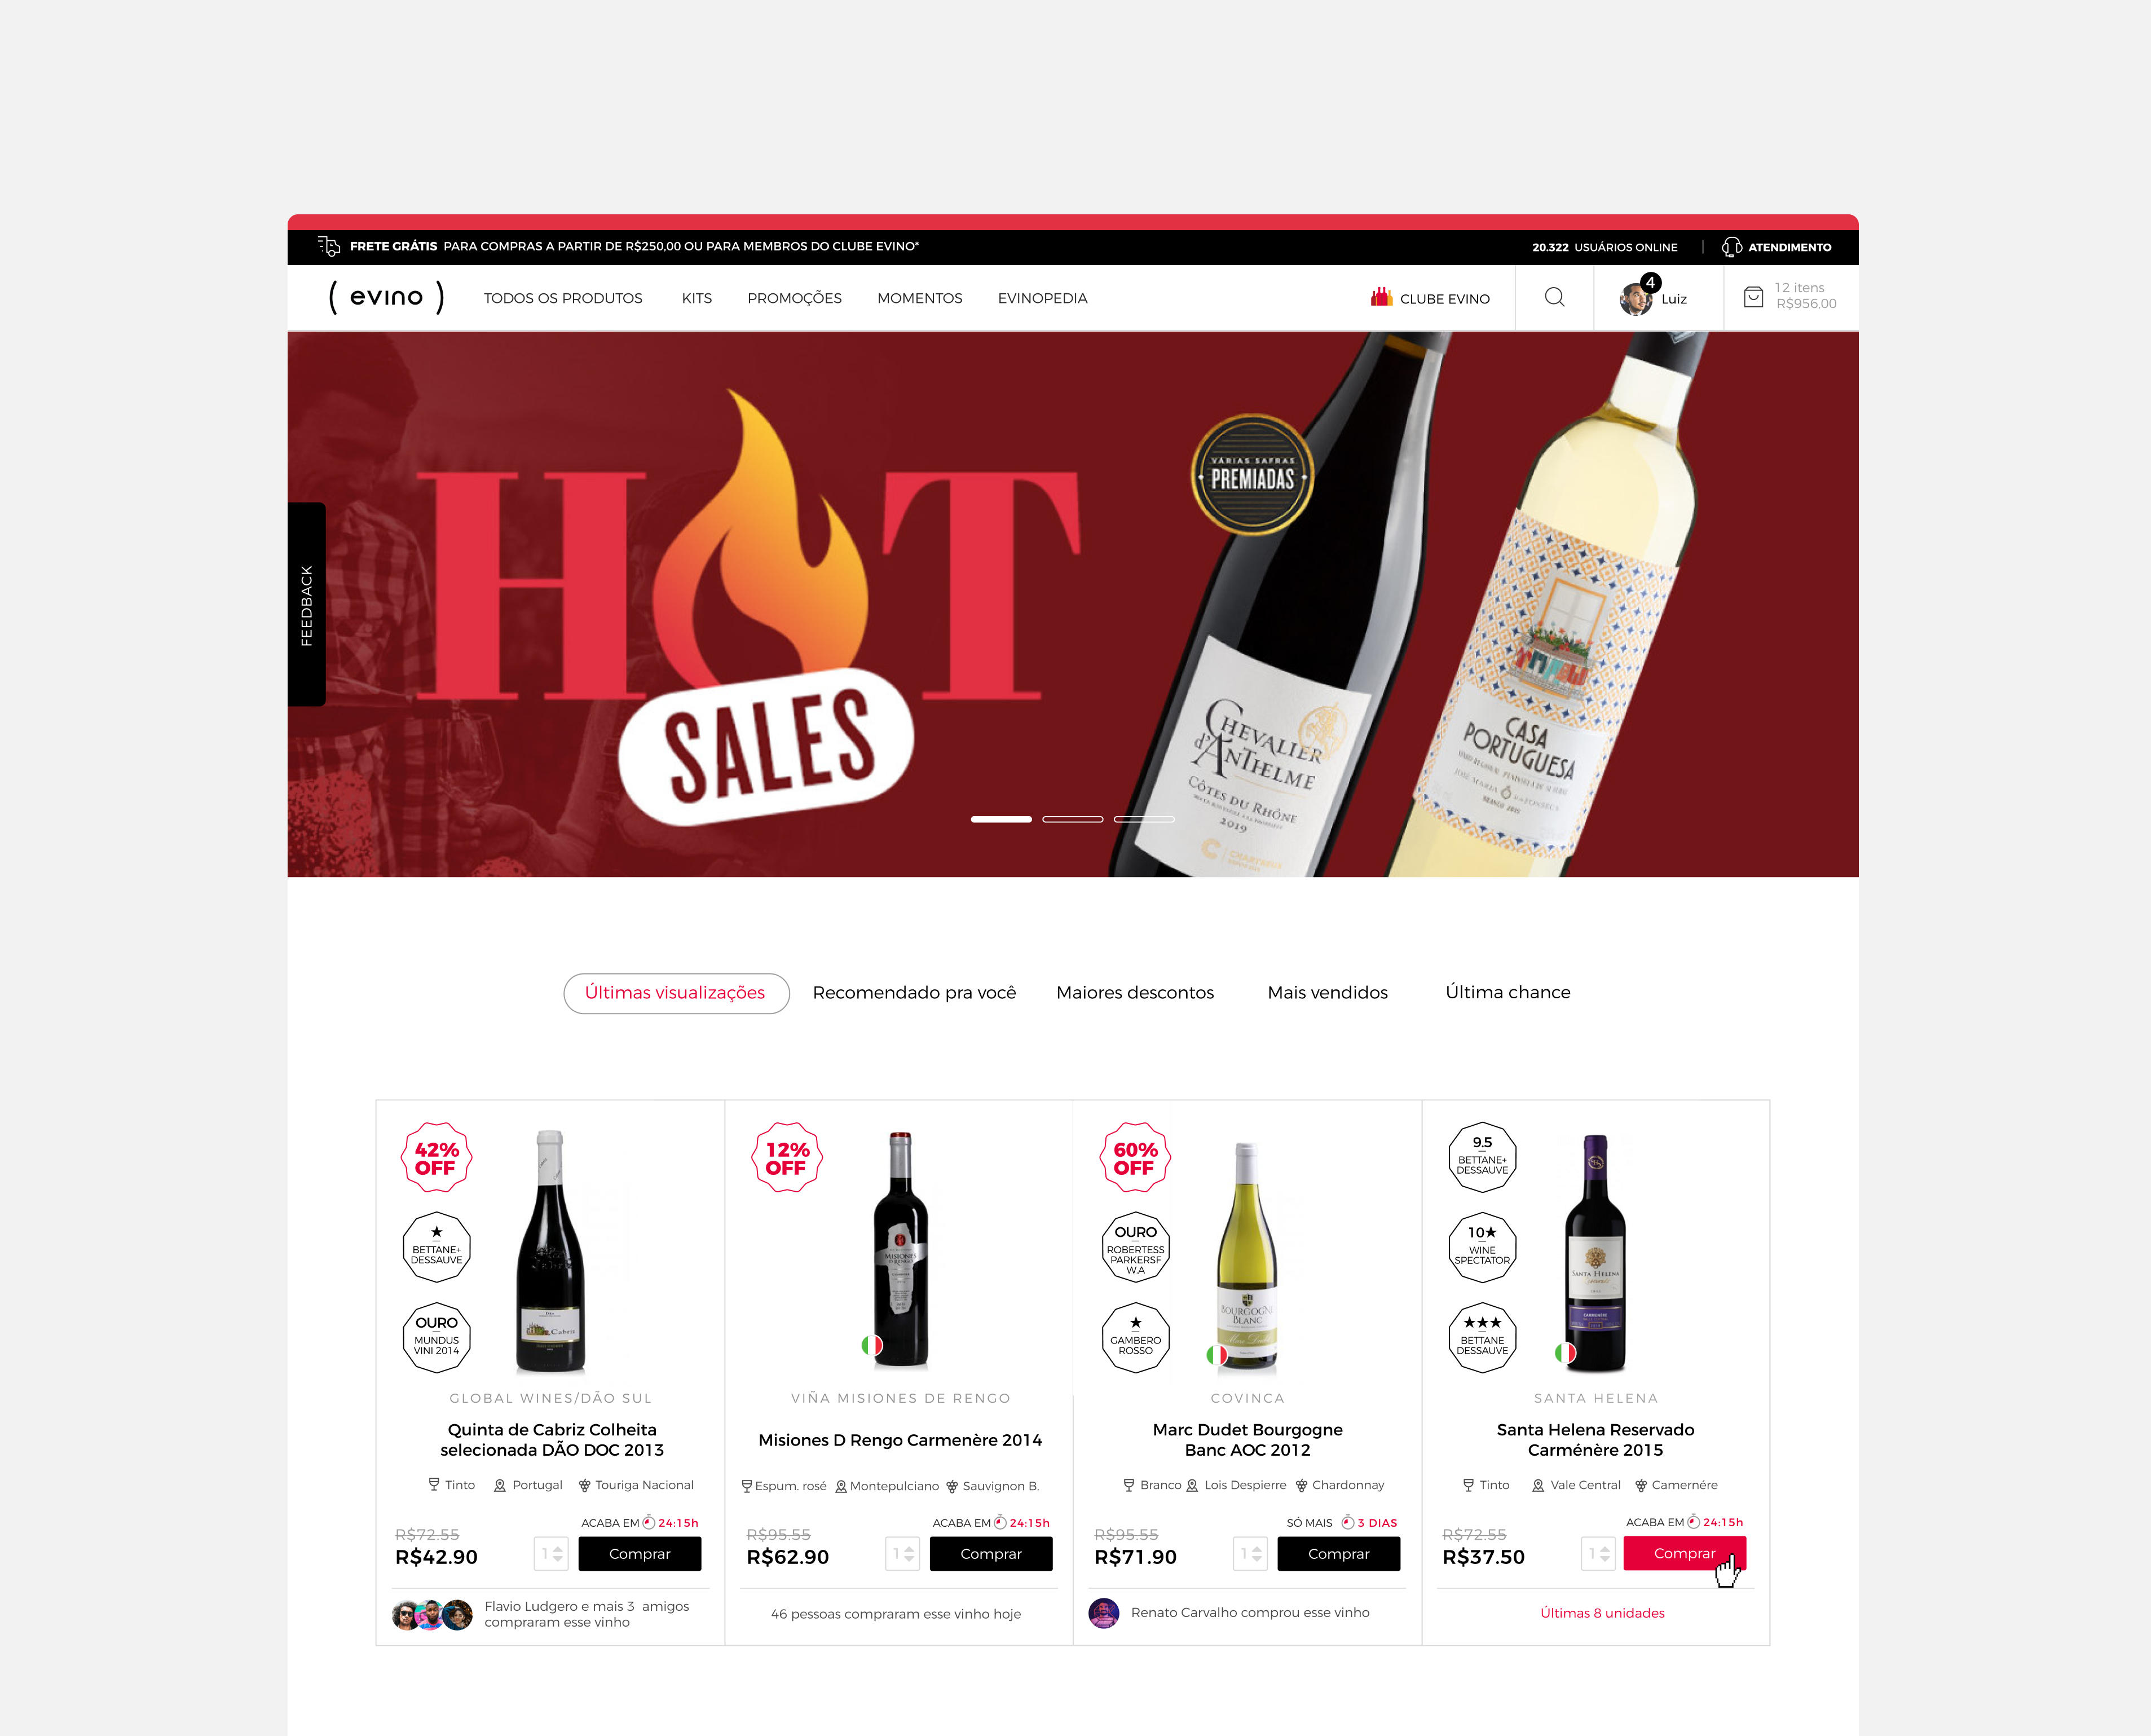 FRETE GRÁTIS PARA COMPRAS A PARTIR DE R$250,00 OU PARA MEMBROS DO CLUBE EVINO*
20.322 USUÁRIOS ONLINE
ATENDIMENTO
( evino )
TODOS OS PRODUTOS
KITS
PROMOÇÕES
MOMENTOS
EVINOPEDIA
CLUBE EVINO
4
Luiz
12 itens
R$956,00
FEEDBACK
HOT
SALES
VÁRIAS SAFRAS
PREMIADAS
CHEVALIER
d'ANTHELME
CÔTES DU RHÔNE
2019
CASA
PORTUGUESA
Últimas visualizações
Recomendado pra você
Maiores descontos
Mais vendidos
Última chance
42%
OFF
★
BETTANE+
DESSAUVE
OURO
MUNDUS
VINI 2014
Cabriz
GLOBAL WINES/DÃO SUL
Quinta de Cabriz Colheita
selecionada DÃO DOC 2013
Tinto
Portugal
Touriga Nacional
R$72.55
R$42.90
ACABA EM 24:15h
1
Comprar
Flavio Ludgero e mais 3 amigos
compraram esse vinho
12%
OFF
MISIONES
D RENGO
VIÑA MISIONES DE RENGO
Misiones D Rengo Carmenère 2014
Espum. rosé
Montepulciano
Sauvignon B.
R$95.55
R$62.90
ACABA EM 24:15h
1
Comprar
46 pessoas compraram esse vinho hoje
60%
OFF
OURO
ROBERTESS
PARKERSF
W.A
★
GAMBERO
ROSSO
BOURGOGNE
BLANC
COVINCA
Marc Dudet Bourgogne
Banc AOC 2012
Branco
Lois Despierre
Chardonnay
R$95.55
R$71.90
SÓ MAIS 3 DIAS
1
Comprar
Renato Carvalho comprou esse vinho
9.5
BETTANE+
DESSAUVE
10★
WINE
SPECTATOR
★★★
BETTANE
DESSAUVE
SANTA HELENA
SANTA HELENA
Santa Helena Reservado
Carménére 2015
Tinto
Vale Central
Camernére
R$72.55
R$37.50
ACABA EM 24:15h
1
Comprar
Últimas 8 unidades